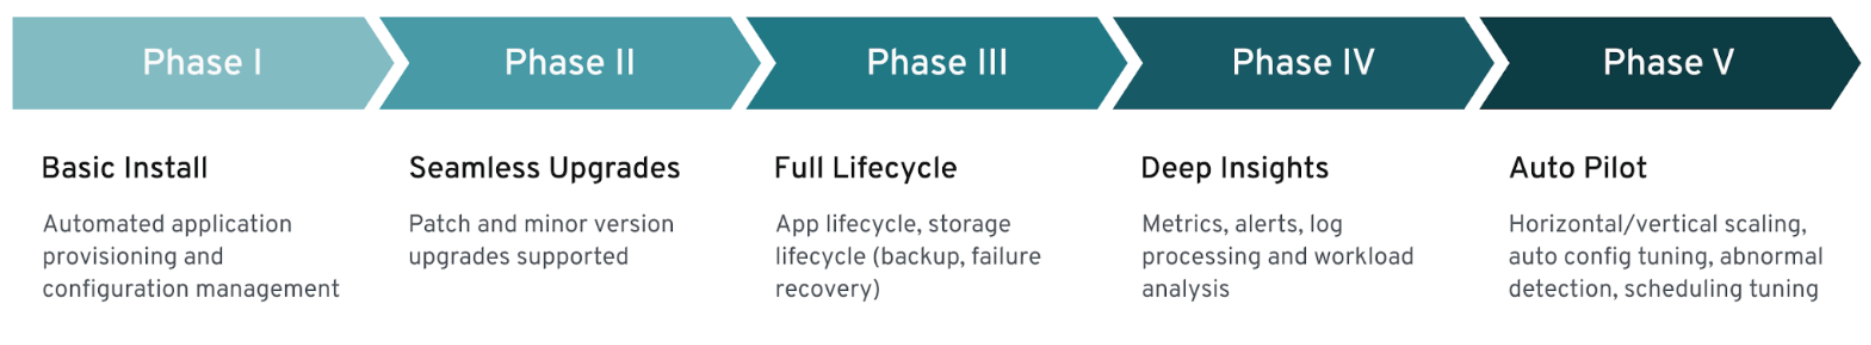 Phase I
Phase II
Phase III
Phase IV
Phase V
Basic Install
Automated application
provisioning and
configuration management
Seamless Upgrades
Patch and minor version
upgrades supported
Full Lifecycle
App lifecycle, storage
lifecycle (backup, failure
recovery)
Deep Insights
Metrics, alerts, log
processing and workload
analysis
Auto Pilot
Horizontal/vertical scaling,
auto config tuning, abnormal
detection, scheduling tuning